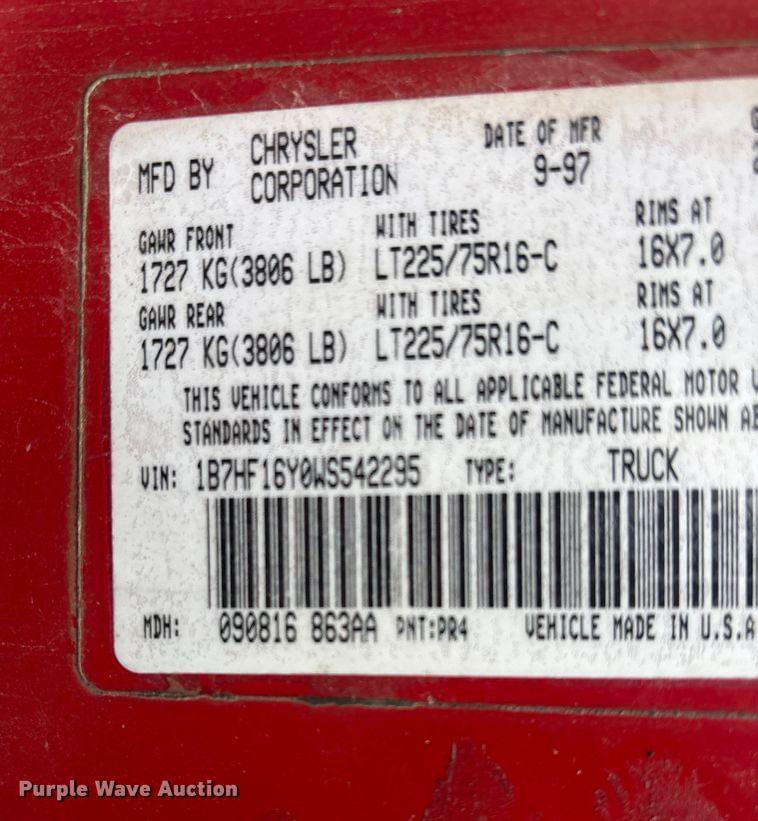 MFD BY CHRYSLER CORPORATION DATE OF MFR 9-97
GAWR FRONT WITH TIRES RIMS AT
1727 KG(3806 LB) LT225/75R16-C 16X7.0
GAWR REAR WITH TIRES RIMS AT
1727 KG(3806 LB) LT225/75R16-C 16X7.0
THIS VEHICLE CONFORMS TO ALL APPLICABLE FEDERAL MOTOR
STANDARDS IN EFFECT ON THE DATE OF MANUFACTURE SHOWN
VIN: 1B7HF16Y0WS542295 TYPE: TRUCK
MDH: 090816 863AA PNT:PR4 VEHICLE MADE IN U.S.A
Purple Wave Auction